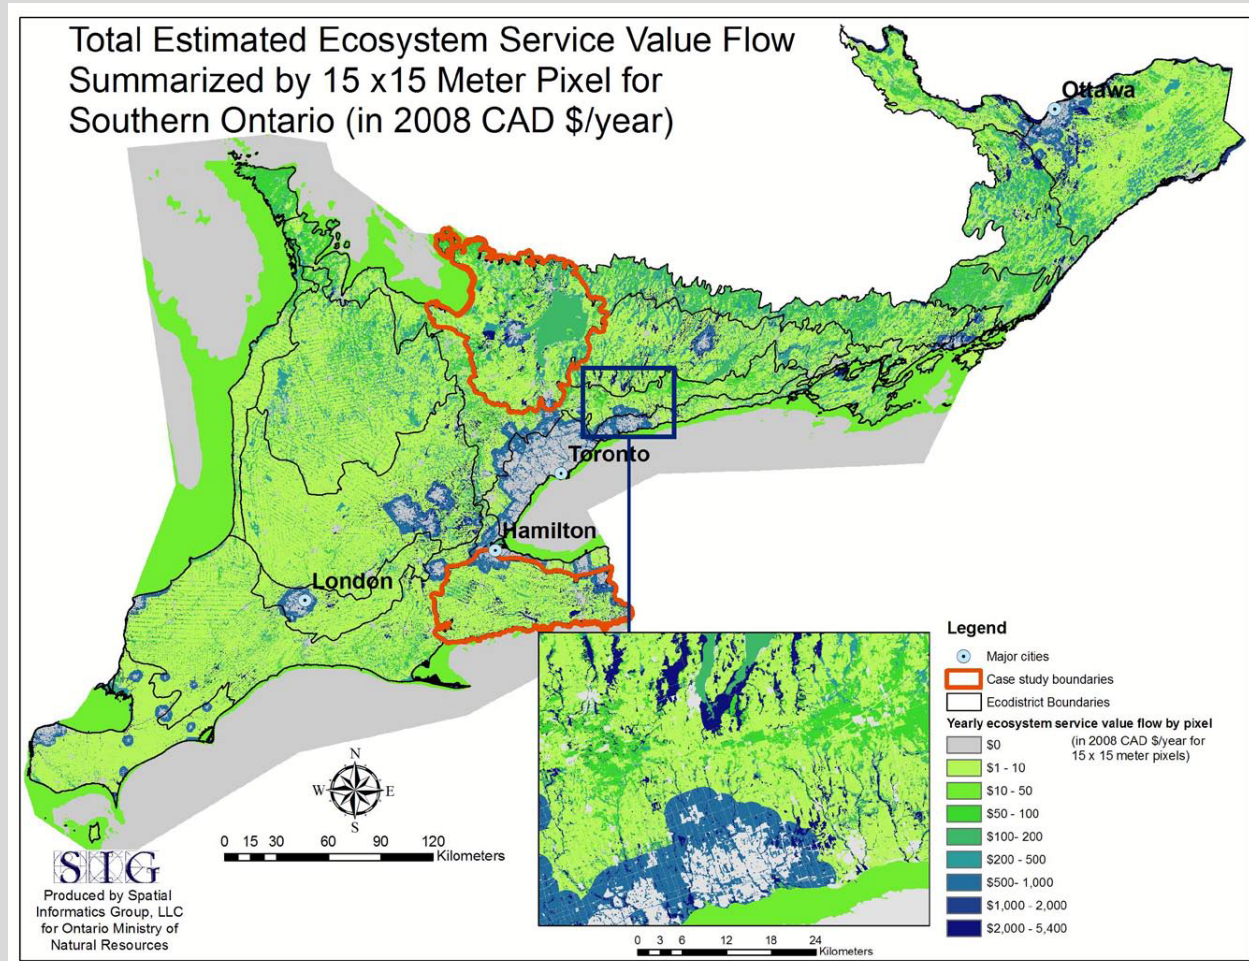 Total Estimated Ecosystem Service Value Flow
Summarized by 15 x15 Meter Pixel for
Southern Ontario (in 2008 CAD $/year)
Ottawa
Toronto
Hamilton
London
N
W
E
S
0 15 30 60 90 120
Kilometers
SIG
Produced by Spatial
Informatics Group, LLC
for Ontario Ministry of
Natural Resources
0 3 6 12 18 24
Kilometers
Legend
Major cities
Case study boundaries
Ecodistrict Boundaries
Yearly ecosystem service value flow by pixel
(in 2008 CAD $/year for
15 x 15 meter pixels)
$0
$1 - 10
$10 - 50
$50 - 100
$100- 200
$200 - 500
$500- 1,000
$1,000 - 2,000
$2,000 - 5,400